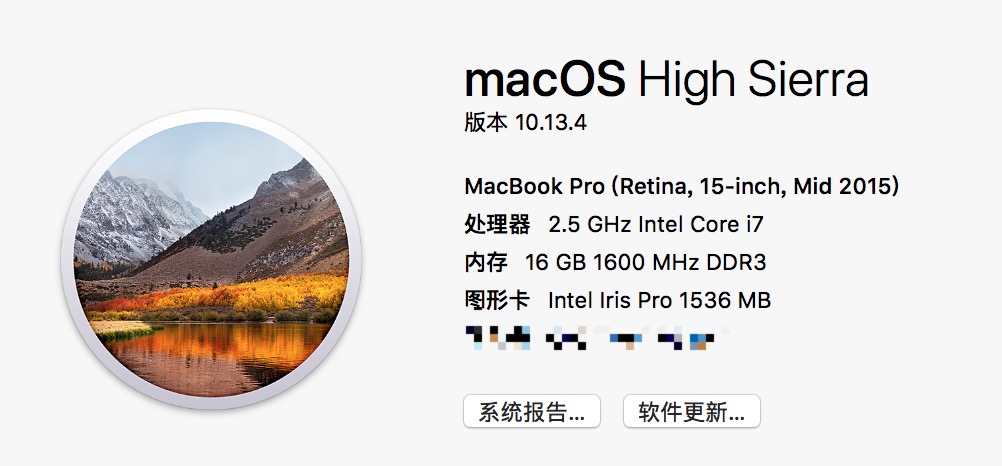 macOS High Sierra
版本 10.13.4
MacBook Pro (Retina, 15-inch, Mid 2015)
处理器 2.5 GHz Intel Core i7
内存 16 GB 1600 MHz DDR3
图形卡 Intel Iris Pro 1536 MB
系统报告... 软件更新...